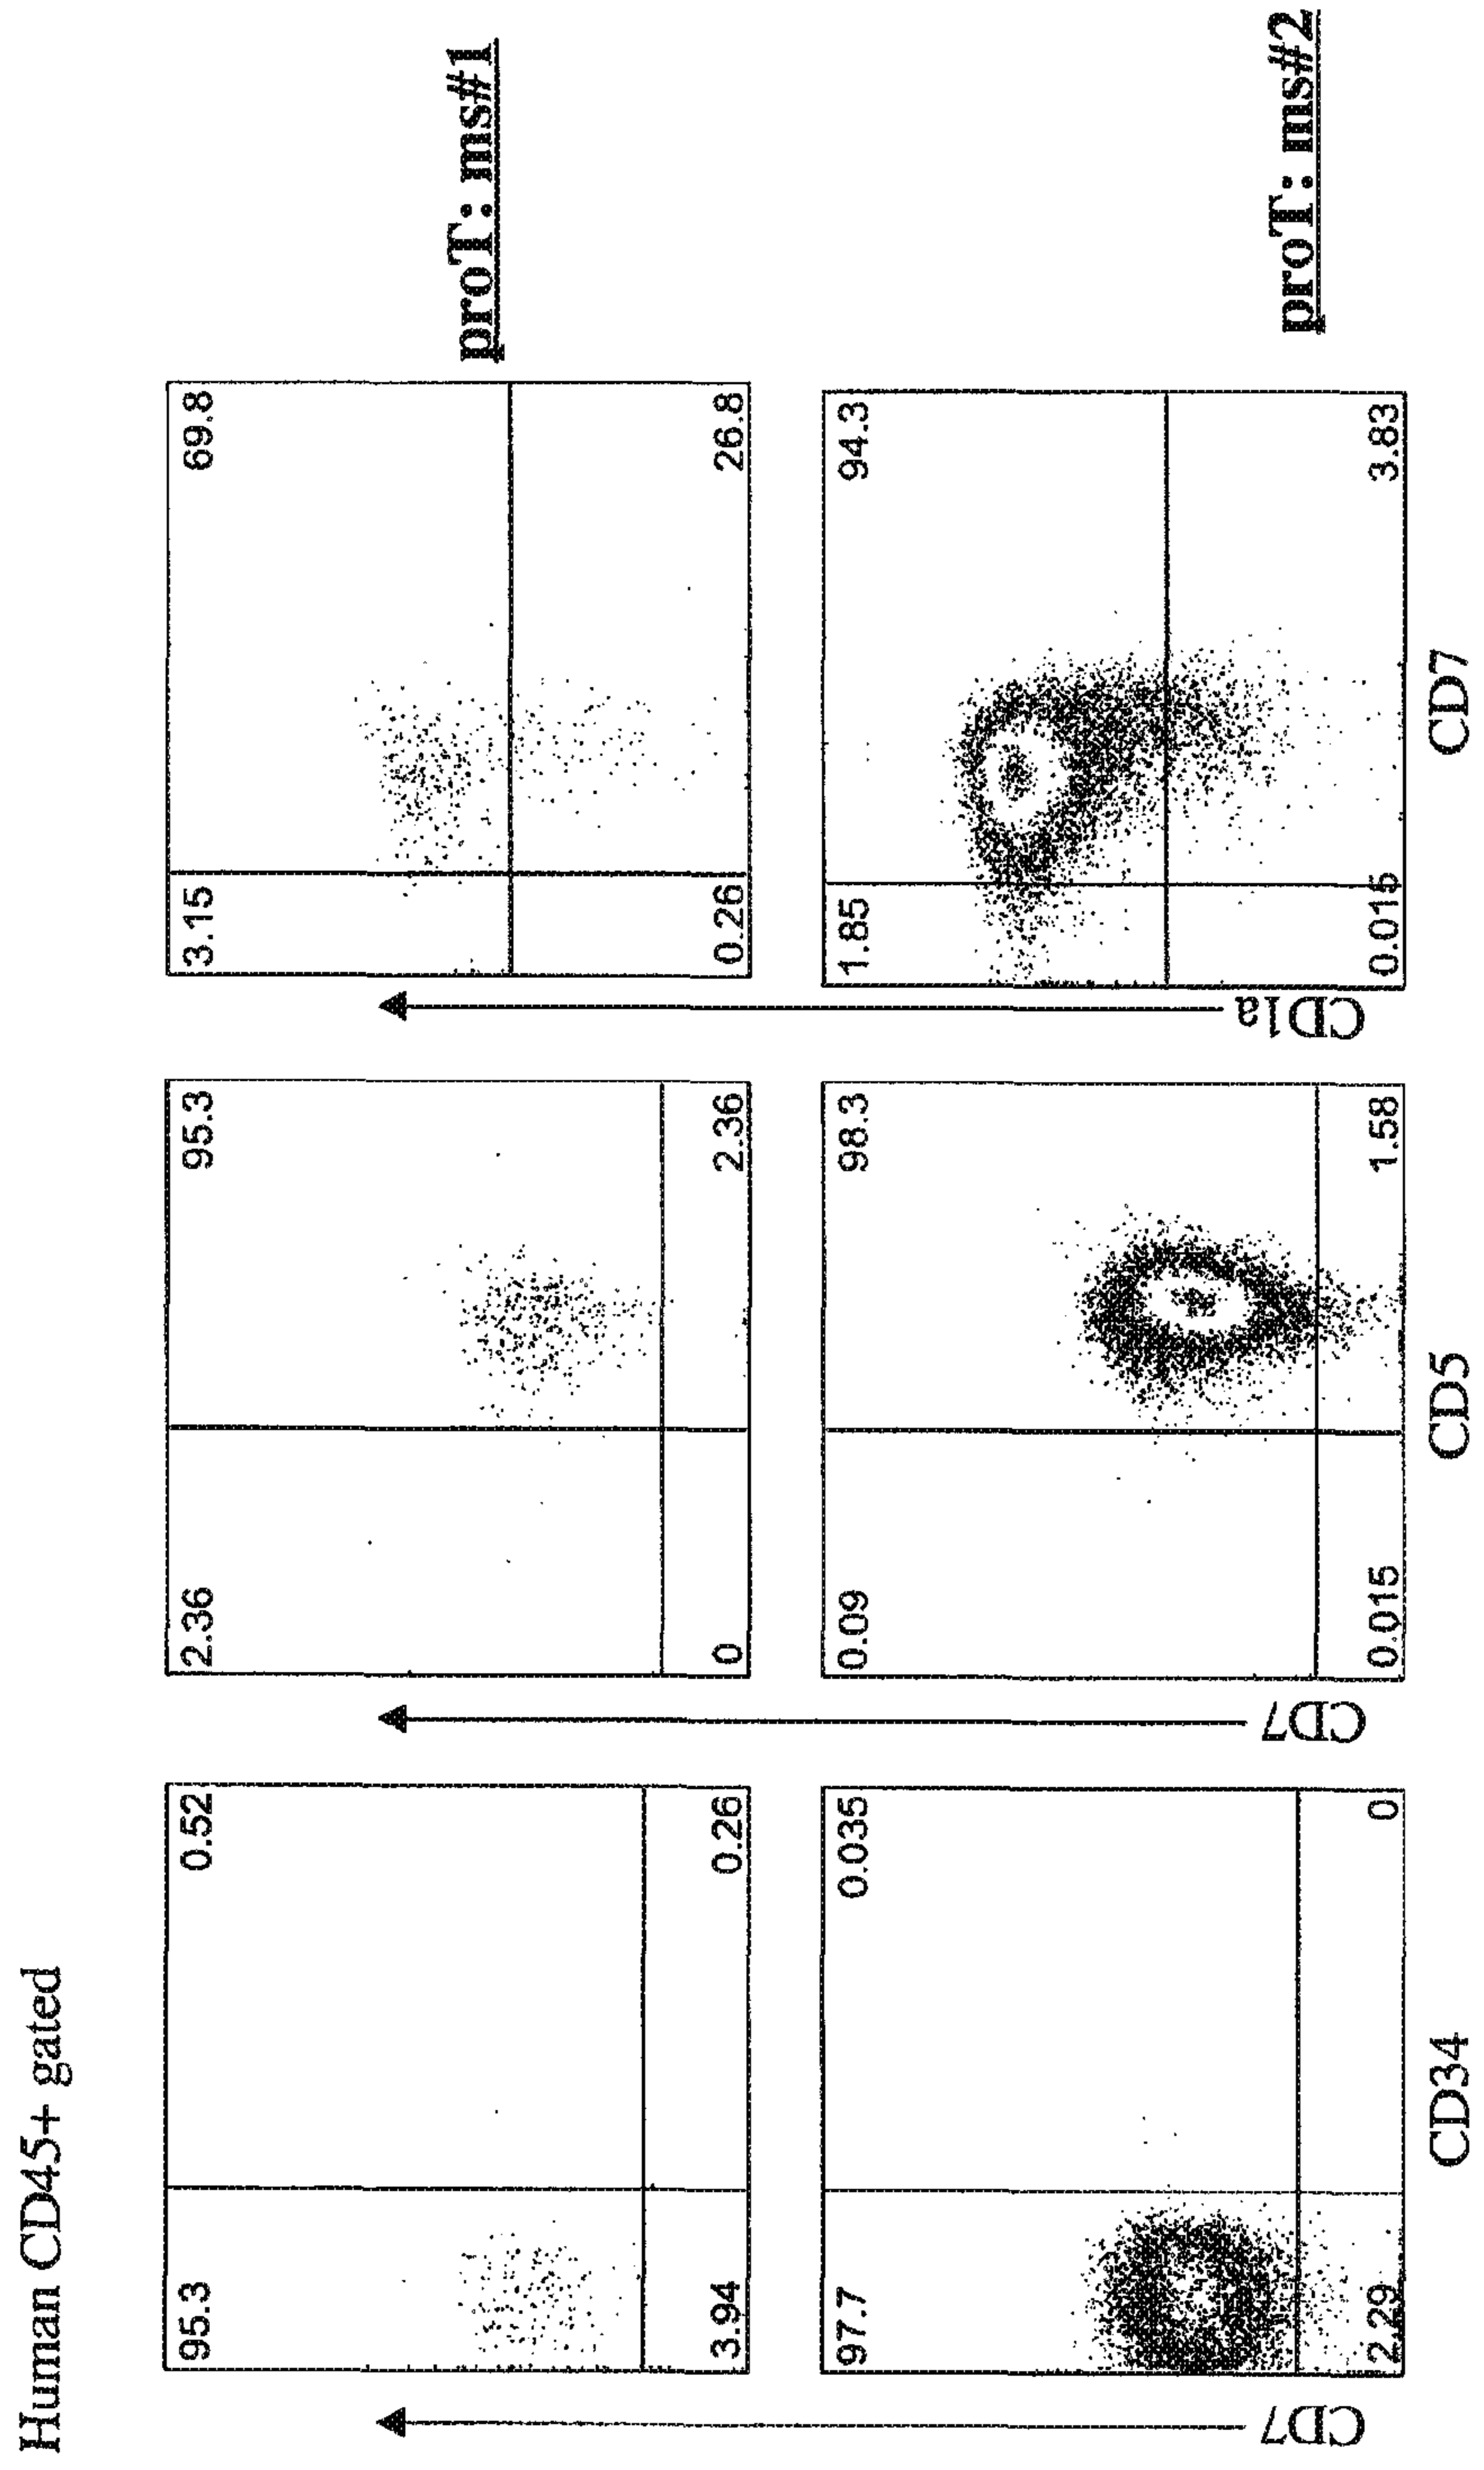 Human CD45+ gated
95.3
0.52
3.94
0.26
2.36
95.3
0
2.36
3.15
69.8
0.26
26.8
proT: ms#1
97.7
0.035
2.29
0
0.09
98.3
0.015
1.58
1.85
94.3
0.015
3.83
proT: ms#2
CD7
CD7
CD1a
CD34
CD5
CD7